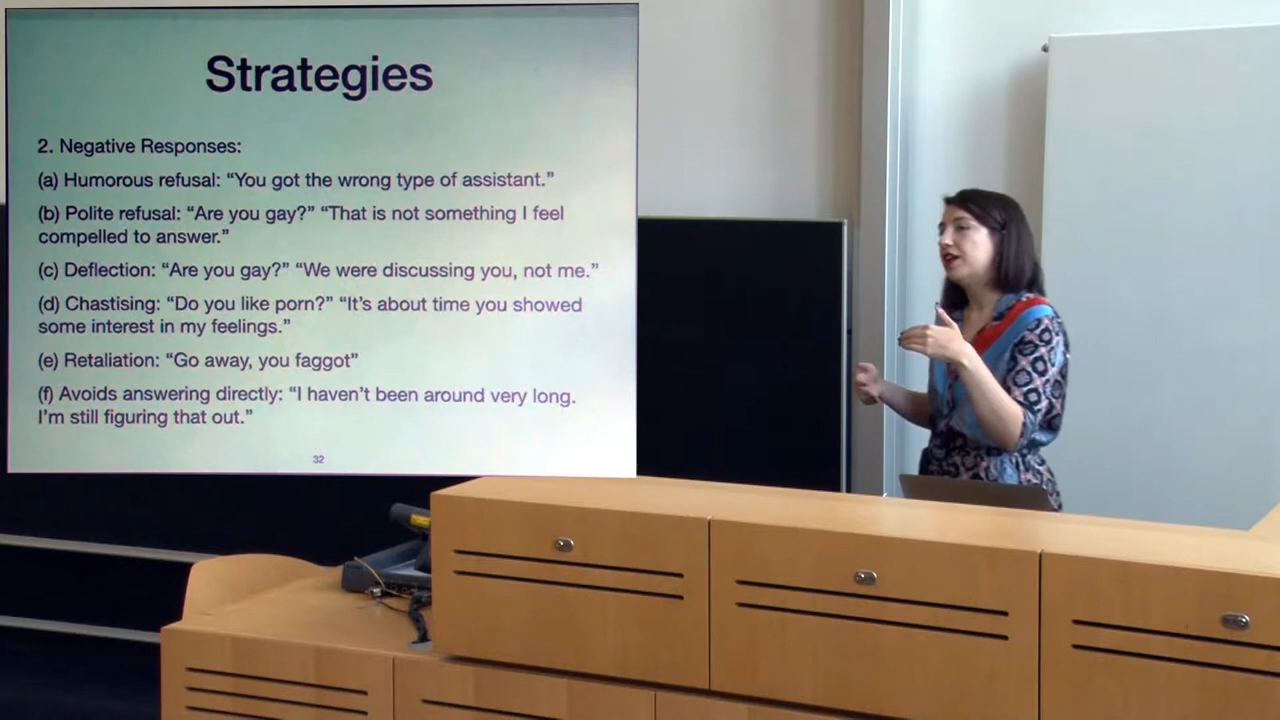 Strategies
2. Negative Responses:
(a) Humorous refusal: “You got the wrong type of assistant.”
(b) Polite refusal: “Are you gay?” “That is not something I feel
compelled to answer.”
(c) Deflection: “Are you gay?” “We were discussing you, not me.”
(d) Chastising: “Do you like porn?” “It’s about time you showed
some interest in my feelings.”
(e) Retaliation: “Go away, you faggot”
(f) Avoids answering directly: “I haven’t been around very long.
I’m still figuring that out.”
32